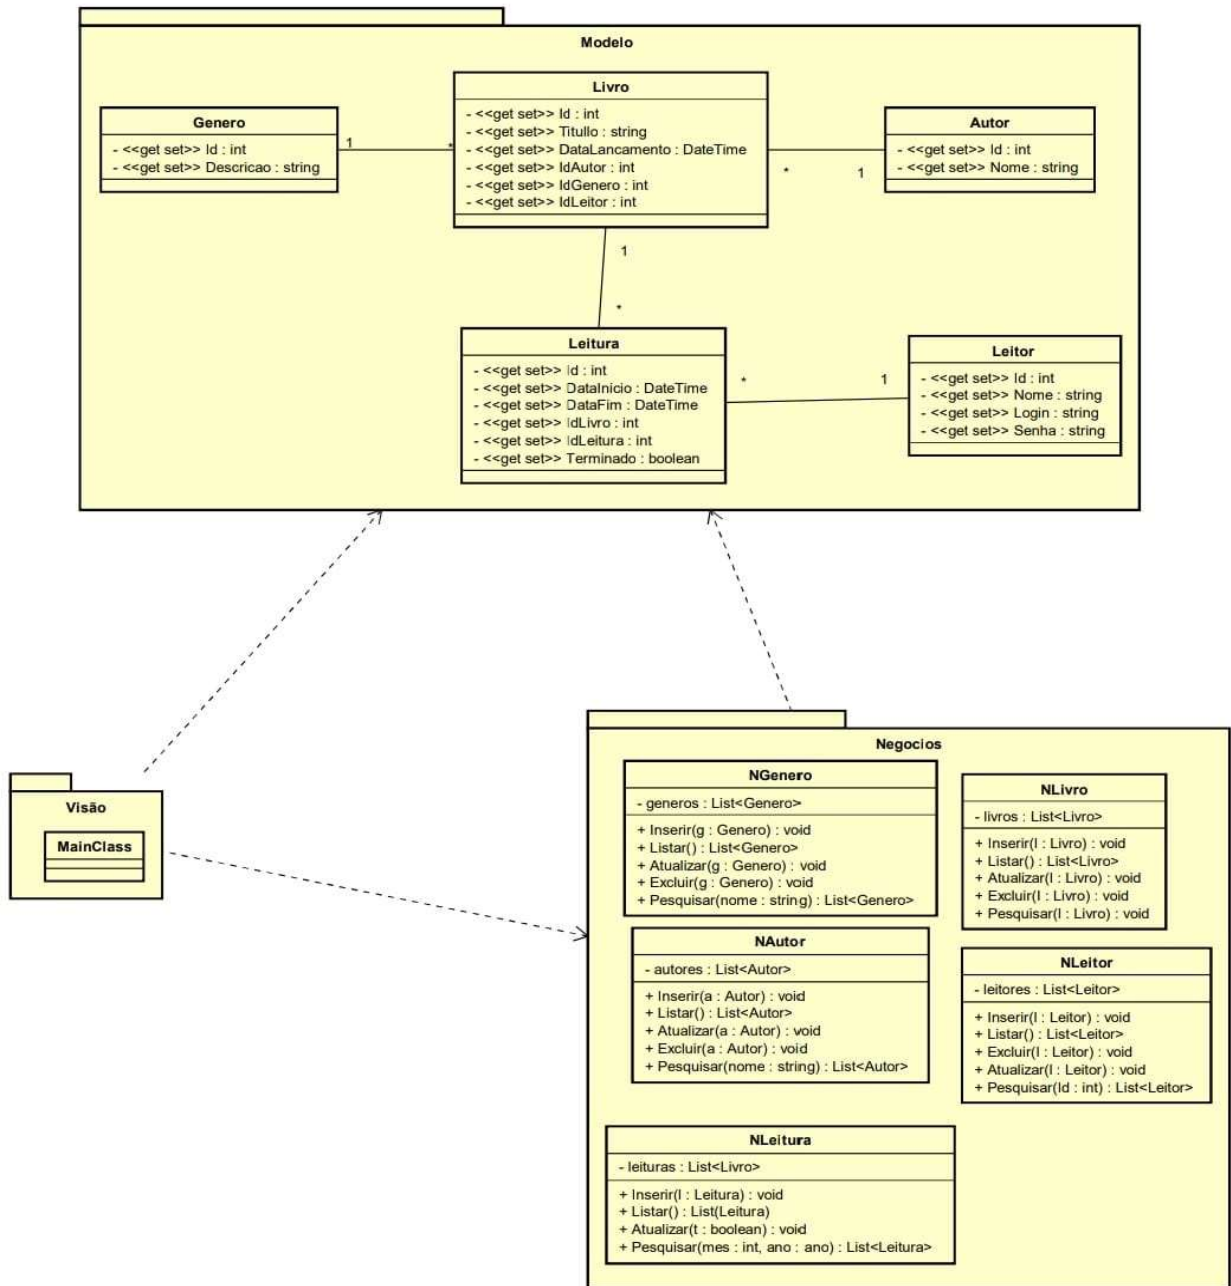 Modelo
Genero
- <<get set>> Id : int
- <<get set>> Descricao : string
1
*
Livro
- <<get set>> Id : int
- <<get set>> Titullo : string
- <<get set>> DataLancamento : DateTime
- <<get set>> IdAutor : int
- <<get set>> IdGenero : int
- <<get set>> IdLeitor : int
*
1
Autor
- <<get set>> Id : int
- <<get set>> Nome : string
1
*
Leitura
- <<get set>> Id : int
- <<get set>> DataInicio : DateTime
- <<get set>> DataFim : DateTime
- <<get set>> IdLivro : int
- <<get set>> IdLeitura : int
- <<get set>> Terminado : boolean
*
1
Leitor
- <<get set>> Id : int
- <<get set>> Nome : string
- <<get set>> Login : string
- <<get set>> Senha : string
Visão
MainClass
Negocios
NGenero
- generos : List<Genero>
+ Inserir(g : Genero) : void
+ Listar() : List<Genero>
+ Atualizar(g : Genero) : void
+ Excluir(g : Genero) : void
+ Pesquisar(nome : string) : List<Genero>
NLivro
- livros : List<Livro>
+ Inserir(l : Livro) : void
+ Listar() : List<Livro>
+ Atualizar(l : Livro) : void
+ Excluir(l : Livro) : void
+ Pesquisar(l : Livro) : void
NAutor
- autores : List<Autor>
+ Inserir(a : Autor) : void
+ Listar() : List<Autor>
+ Atualizar(a : Autor) : void
+ Excluir(a : Autor) : void
+ Pesquisar(nome : string) : List<Autor>
NLeitor
- leitores : List<Leitor>
+ Inserir(l : Leitor) : void
+ Listar() : List<Leitor>
+ Excluir(l : Leitor) : void
+ Atualizar(l : Leitor) : void
+ Pesquisar(Id : int) : List<Leitor>
NLeitura
- leituras : List<Livro>
+ Inserir(l : Leitura) : void
+ Listar() : List(Leitura)
+ Atualizar(t : boolean) : void
+ Pesquisar(mes : int, ano : ano) : List<Leitura>